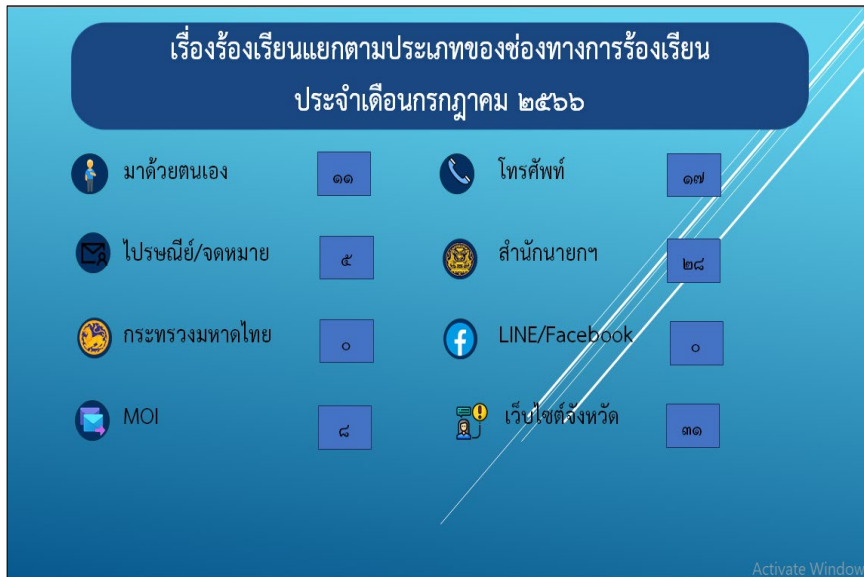 เรื่องร้องเรียนแยกตามประเภทของช่องทางการร้องเรียน
ประจำเดือนกรกฎาคม ๒๕๖๖
มาด้วยตนเอง ๑๑
โทรศัพท์ ๑๗
ไปรษณีย์/จดหมาย ๕
สำนักนายกฯ ๒๘
กระทรวงมหาดไทย ๐
LINE/Facebook ๐
MOI ๘
เว็บไซต์จังหวัด ๓๑
Activate Window